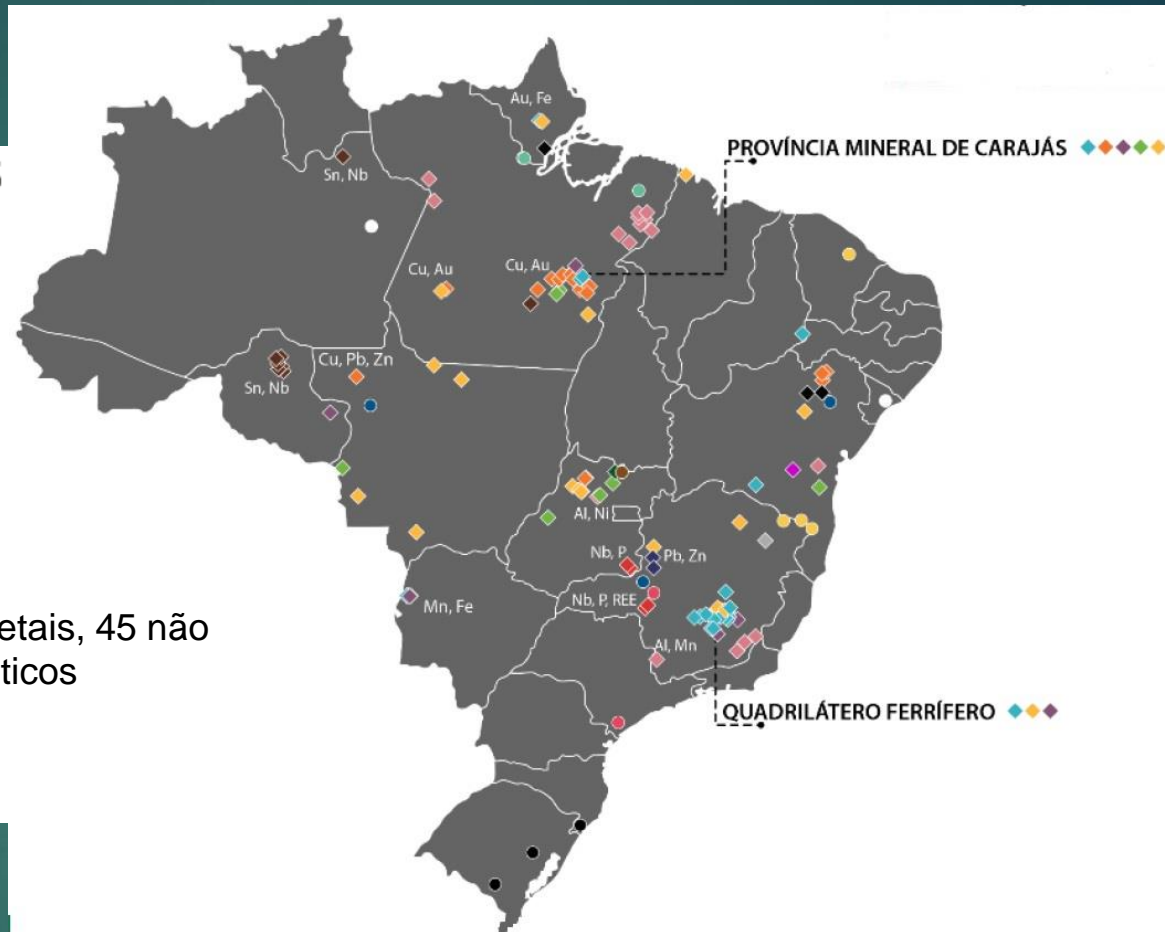 Au, Fe
PROVÍNCIA MINERAL DE CARAJÁS
Sn, Nb
Cu, Au
Cu, Au
Cu, Pb, Zn
Sn, Nb
Al, Ni
Nb, P
Pb, Zn
Mn, Fe
Nb, P, REE
etais, 45 não
ticos
Al, Mn
QUADRILÁTERO FERRÍFERO